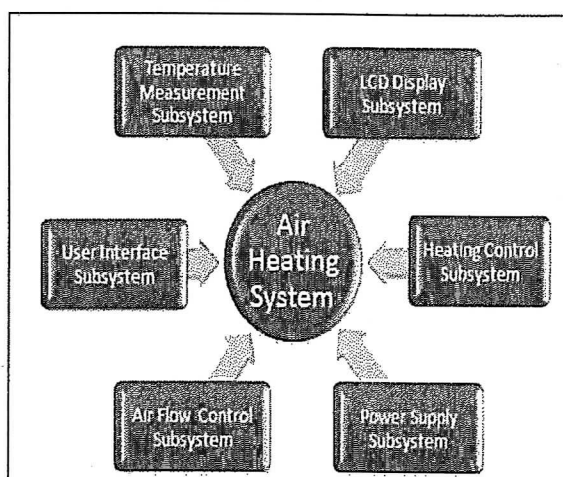 Temperature
Measurement
Subsystem
LCD Display
Subsystem
User Interface
Subsystem
Air
Heating
System
Heating Control
Subsystem
Air Flow Control
Subsystem
Power Supply
Subsystem